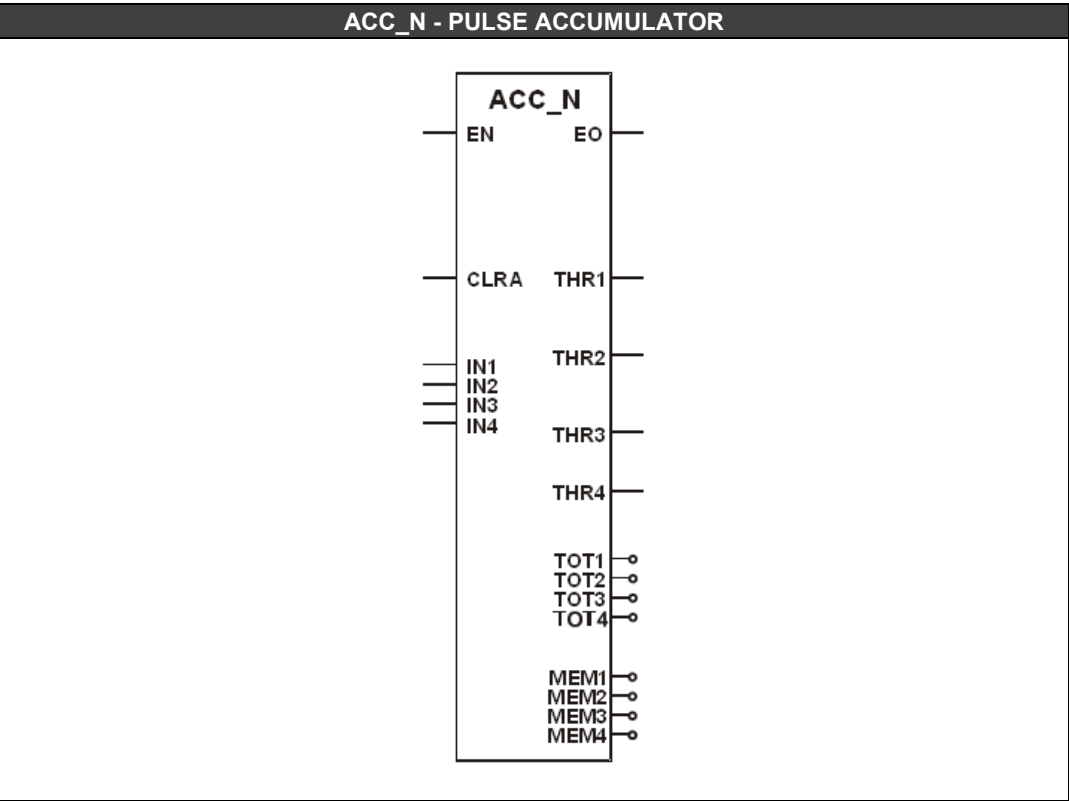 ACC_N - PULSE ACCUMULATOR
ACC_N
EN EO
CLRA THR1
THR2
IN1
IN2
IN3
IN4
THR3
THR4
TOT1
TOT2
TOT3
TOT4
MEM1
MEM2
MEM3
MEM4